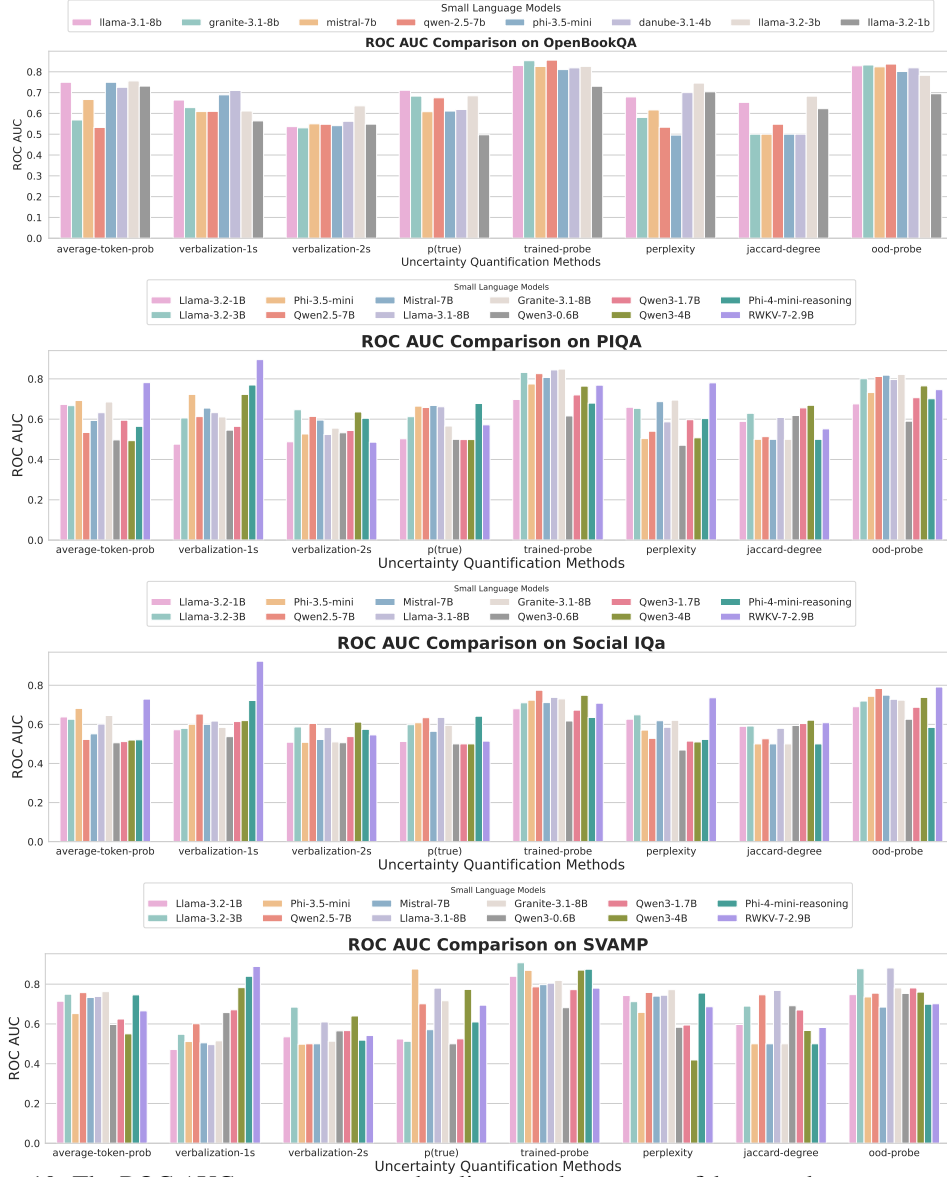 Small Language Models
llama-3.1-8b granite-3.1-8b mistral-7b qwen-2.5-7b phi-3.5-mini danube-3.1-4b llama-3.2-3b llama-3.2-1b
ROC AUC Comparison on OpenBookQA
ROC AUC
0.8
0.7
0.6
0.5
0.4
0.3
0.2
0.1
0.0
average-token-prob verbalization-1s verbalization-2s p(true) trained-probe perplexity jaccard-degree ood-probe
Uncertainty Quantification Methods
Small Language Models
Llama-3.2-1B Phi-3.5-mini Mistral-7B Granite-3.1-8B Qwen3-1.7B Phi-4-mini-reasoning
Llama-3.2-3B Qwen2.5-7B Llama-3.1-8B Qwen3-0.6B Qwen3-4B RWKV-7-2.9B
ROC AUC Comparison on PIQA
ROC AUC
0.8
0.6
0.4
0.2
0.0
average-token-prob verbalization-1s verbalization-2s p(true) trained-probe perplexity jaccard-degree ood-probe
Uncertainty Quantification Methods
Small Language Models
Llama-3.2-1B Phi-3.5-mini Mistral-7B Granite-3.1-8B Qwen3-1.7B Phi-4-mini-reasoning
Llama-3.2-3B Qwen2.5-7B Llama-3.1-8B Qwen3-0.6B Qwen3-4B RWKV-7-2.9B
ROC AUC Comparison on Social IQa
ROC AUC
0.8
0.6
0.4
0.2
0.0
average-token-prob verbalization-1s verbalization-2s p(true) trained-probe perplexity jaccard-degree ood-probe
Uncertainty Quantification Methods
Small Language Models
Llama-3.2-1B Phi-3.5-mini Mistral-7B Granite-3.1-8B Qwen3-1.7B Phi-4-mini-reasoning
Llama-3.2-3B Qwen2.5-7B Llama-3.1-8B Qwen3-0.6B Qwen3-4B RWKV-7-2.9B
ROC AUC Comparison on SVAMP
ROC AUC
0.8
0.6
0.4
0.2
0.0
average-token-prob verbalization-1s verbalization-2s p(true) trained-probe perplexity jaccard-degree ood-probe
Uncertainty Quantification Methods